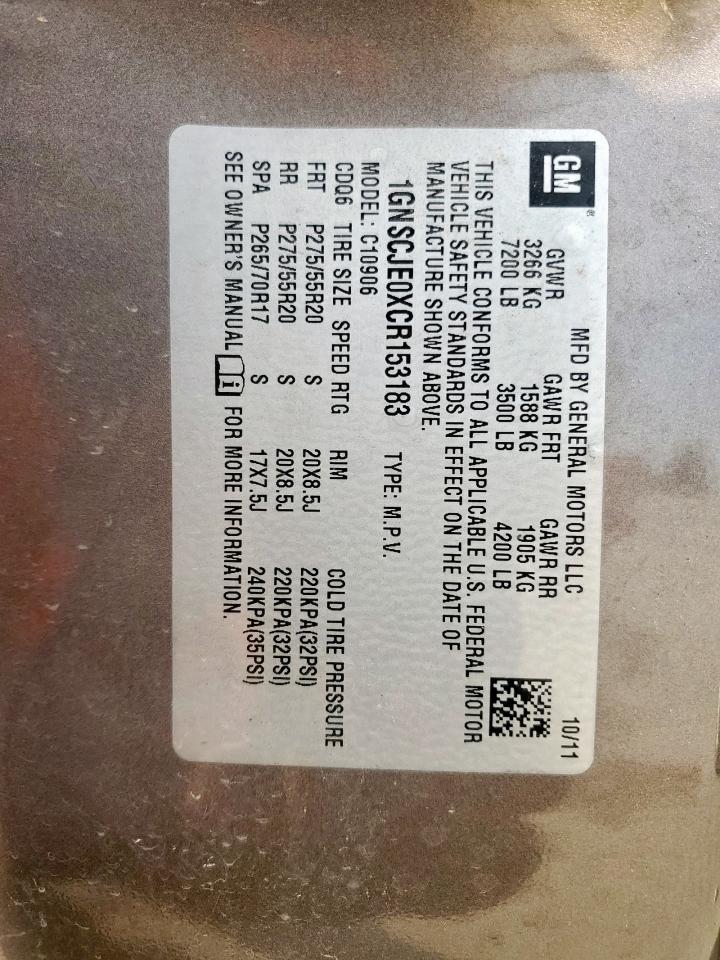 GM®
MFD BY GENERAL MOTORS LLC 10/11
GVWR GAWR FRT GAWR RR
3266 KG 1588 KG 1905 KG
7200 LB 3500 LB 4200 LB
THIS VEHICLE CONFORMS TO ALL APPLICABLE U.S. FEDERAL MOTOR
VEHICLE SAFETY STANDARDS IN EFFECT ON THE DATE OF
MANUFACTURE SHOWN ABOVE.
1GNSCJE0XCR153183 TYPE: M.P.V.
MODEL: C10906
CDQ6 TIRE SIZE SPEED RTG RIM COLD TIRE PRESSURE
FRT P275/55R20 S 20X8.5J 220KPA(32PSI)
RR P275/55R20 S 20X8.5J 220KPA(32PSI)
SPA P265/70R17 S 17X7.5J 240KPA(35PSI)
SEE OWNER'S MANUAL i FOR MORE INFORMATION.